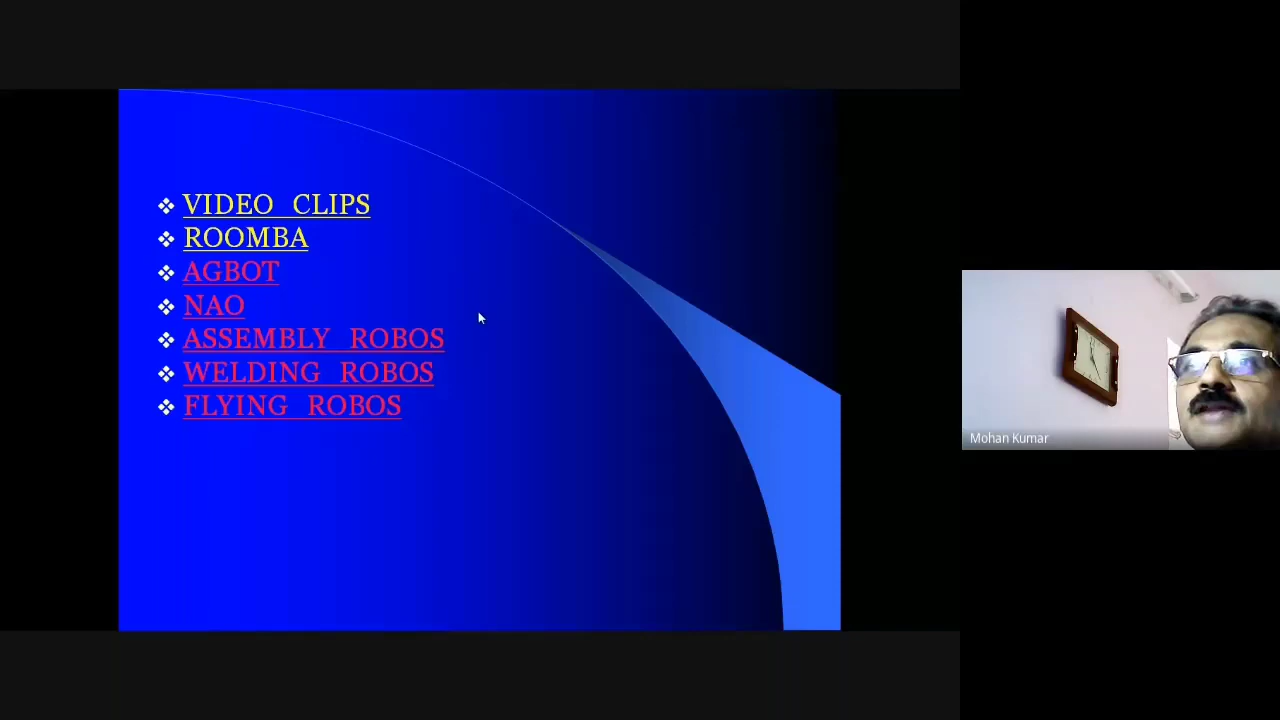 VIDEO CLIPS
ROOMBA
AGBOT
NAO
ASSEMBLY ROBOS
WELDING ROBOS
FLYING ROBOS
Mohan Kumar